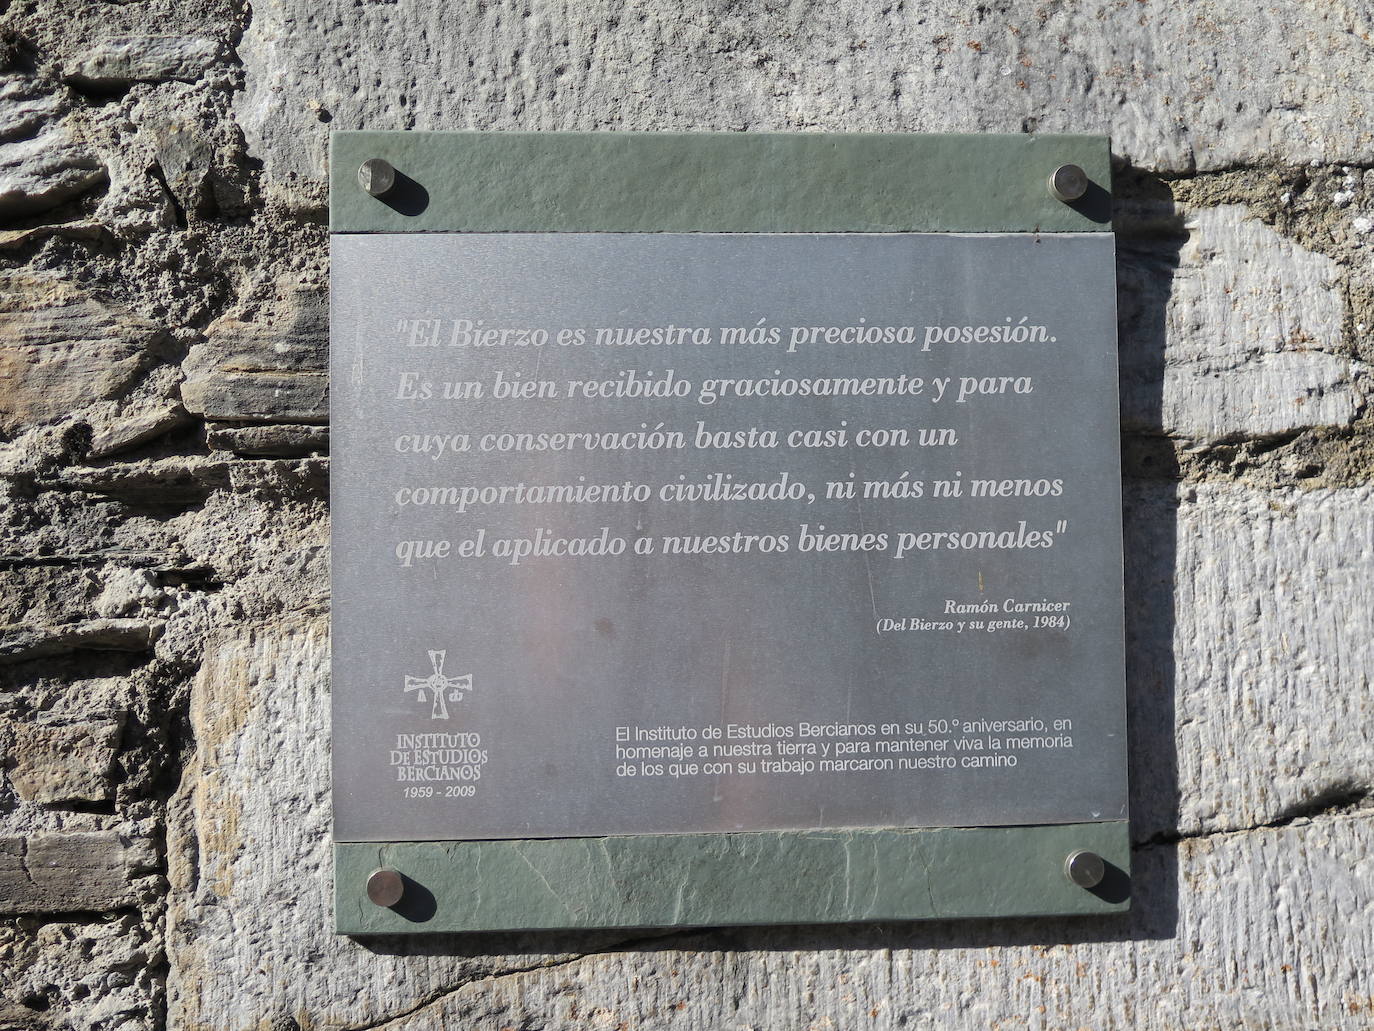 "El Bierzo es nuestra más preciosa posesión.
Es un bien recibido graciosamente y para
cuya conservación basta casi con un
comportamiento civilizado, ni más ni menos
que el aplicado a nuestros bienes personales"
Ramón Carnicer
(Del Bierzo y su gente, 1984)
INSTITUTO
DE ESTUDIOS
BERCIANOS
1959 - 2009
El Instituto de Estudios Bercianos en su 50.º aniversario, en
homenaje a nuestra tierra y para mantener viva la memoria
de los que con su trabajo marcaron nuestro camino